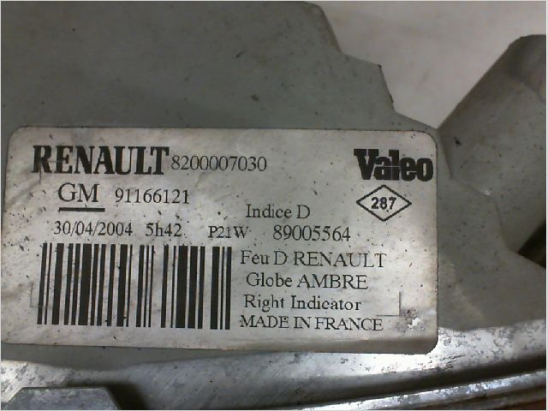 RENAULT 8200007030 Valeo
GM 91166121 287
Indice D
30/04/2004 5h42 P21W 89005564
Feu D RENAULT
Globe AMBRE
Right Indicator
MADE IN FRANCE